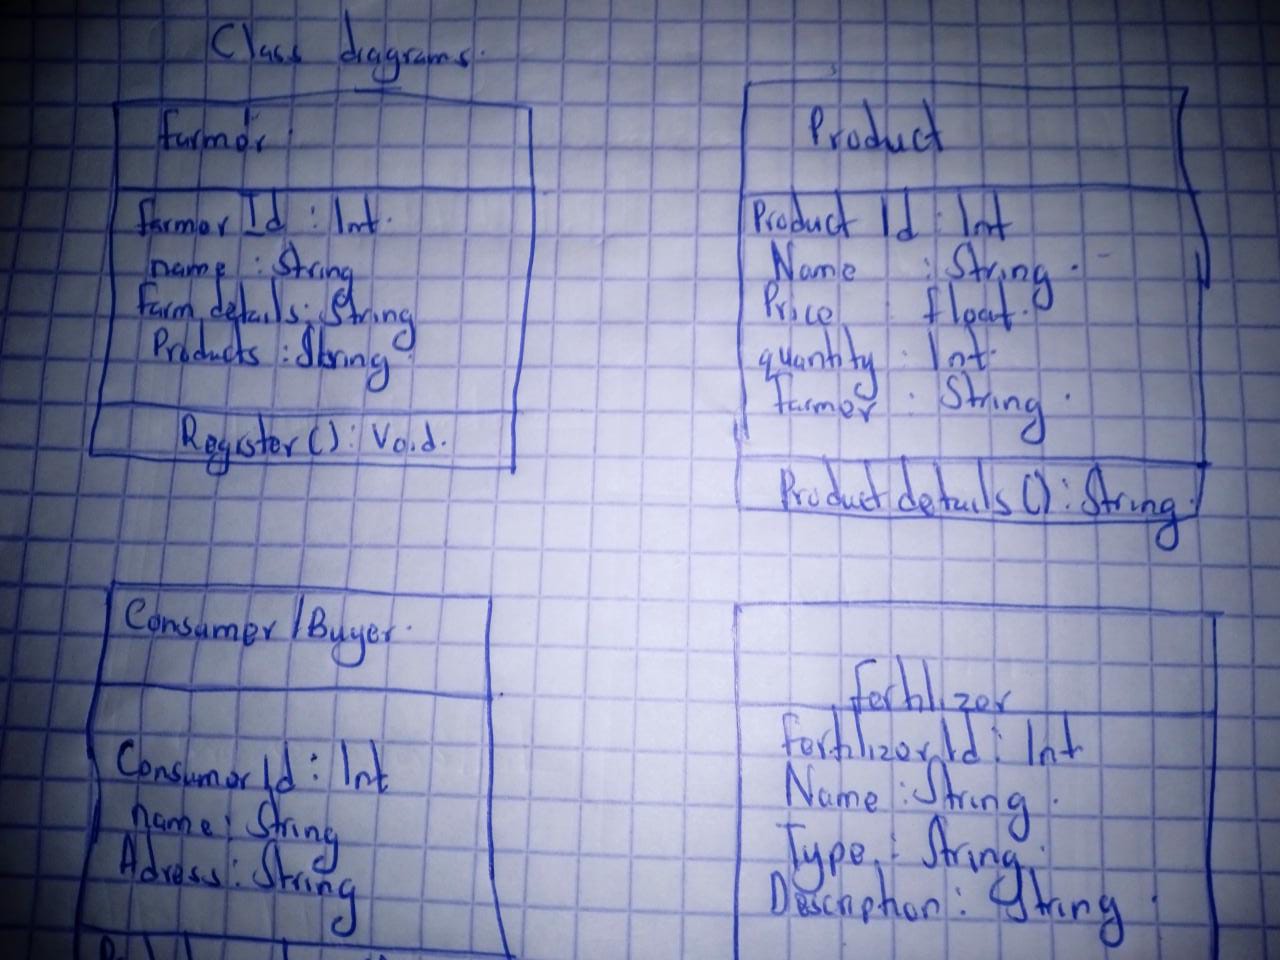 Class diagrams.
farmer
farmer Id : Int.
name : String
farm details : String
Products : String
Register () : Void.
Product
Product Id : Int
Name : String.
Price : float.
quantity : Int.
farmer : String.
Product details () : String.
Consumer / Buyer.
Consumer Id : Int
name : String
Adress : String
fertilizer
fertilizer Id : Int
Name : String.
Type : String.
Description : String.